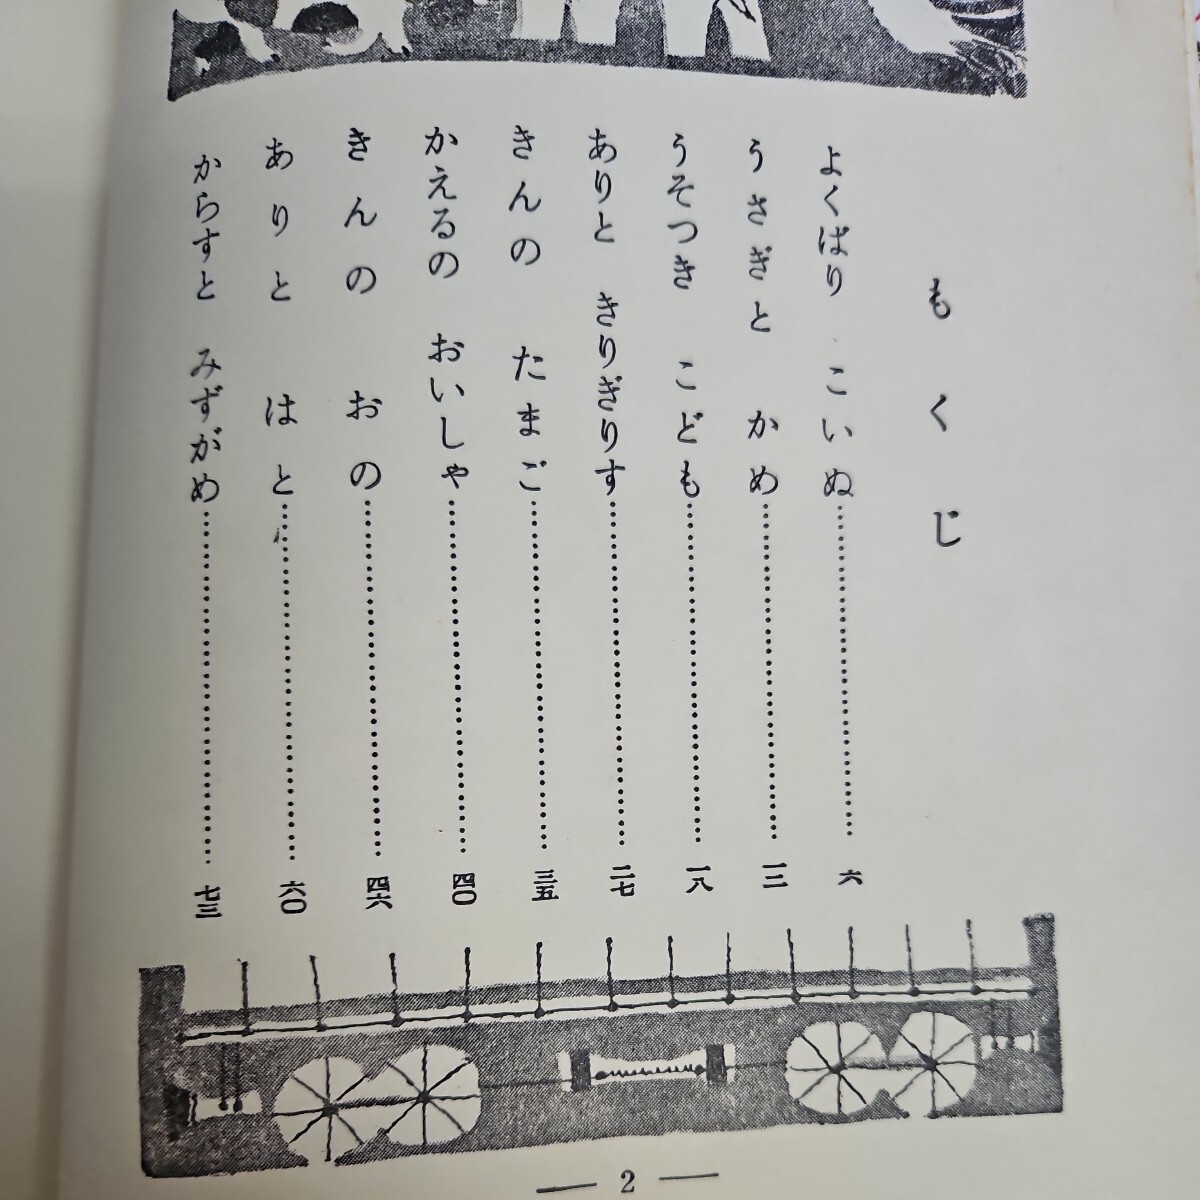 もくじ
よくばり こいぬ……六
うさぎと かめ……一二
うそつき こども……一八
ありと きりぎりす……二七
きんの たまご……三五
かえるの おいしゃ……四〇
きんの おの……四六
ありと はと……六〇
からすと みずがめ……七三
— 2 —